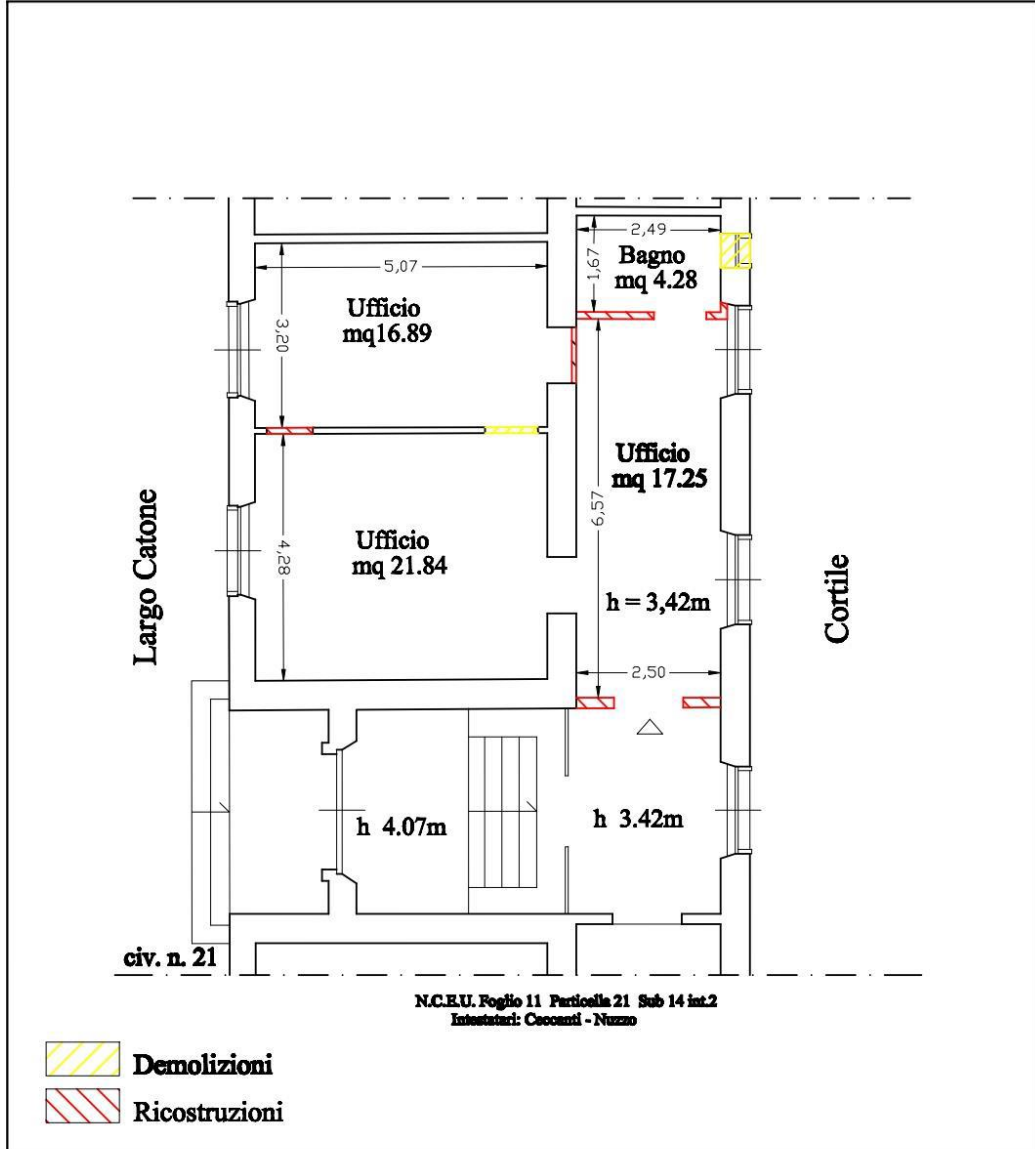 2,49
1,67
Bagno
mq 4.28
5,07
Ufficio
mq16.89
3,20
Ufficio
mq 17.25
6,57
Largo Catone
Ufficio
mq 21.84
4,28
h = 3,42m
Cortile
2,50
h 4.07m
h 3.42m
civ. n. 21
N.C.E.U. Foglio 11 Particella 21 Sub 14 int.2
Intestatari: Ceccanti - Nuzzo
Demolizioni
Ricostruzioni